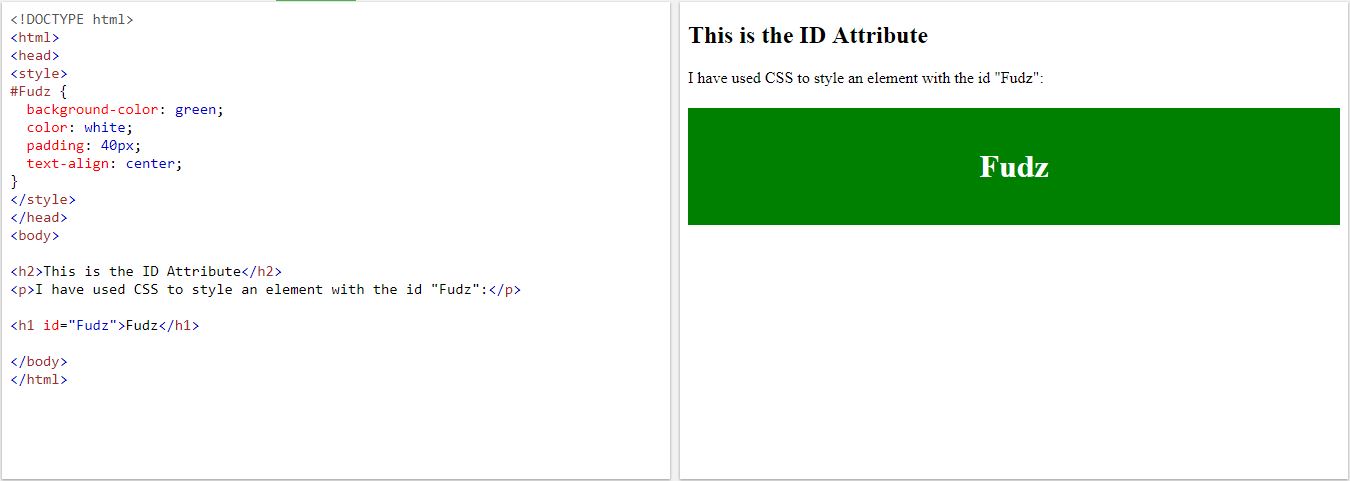 <!DOCTYPE html>
<html>
<head>
<style>
#Fudz {
  background-color: green;
  color: white;
  padding: 40px;
  text-align: center;
}
</style>
</head>
<body>
<h2>This is the ID Attribute</h2>
<p>I have used CSS to style an element with the id "Fudz":</p>
<h1 id="Fudz">Fudz</h1>
</body>
</html>
This is the ID Attribute
I have used CSS to style an element with the id "Fudz":
Fudz